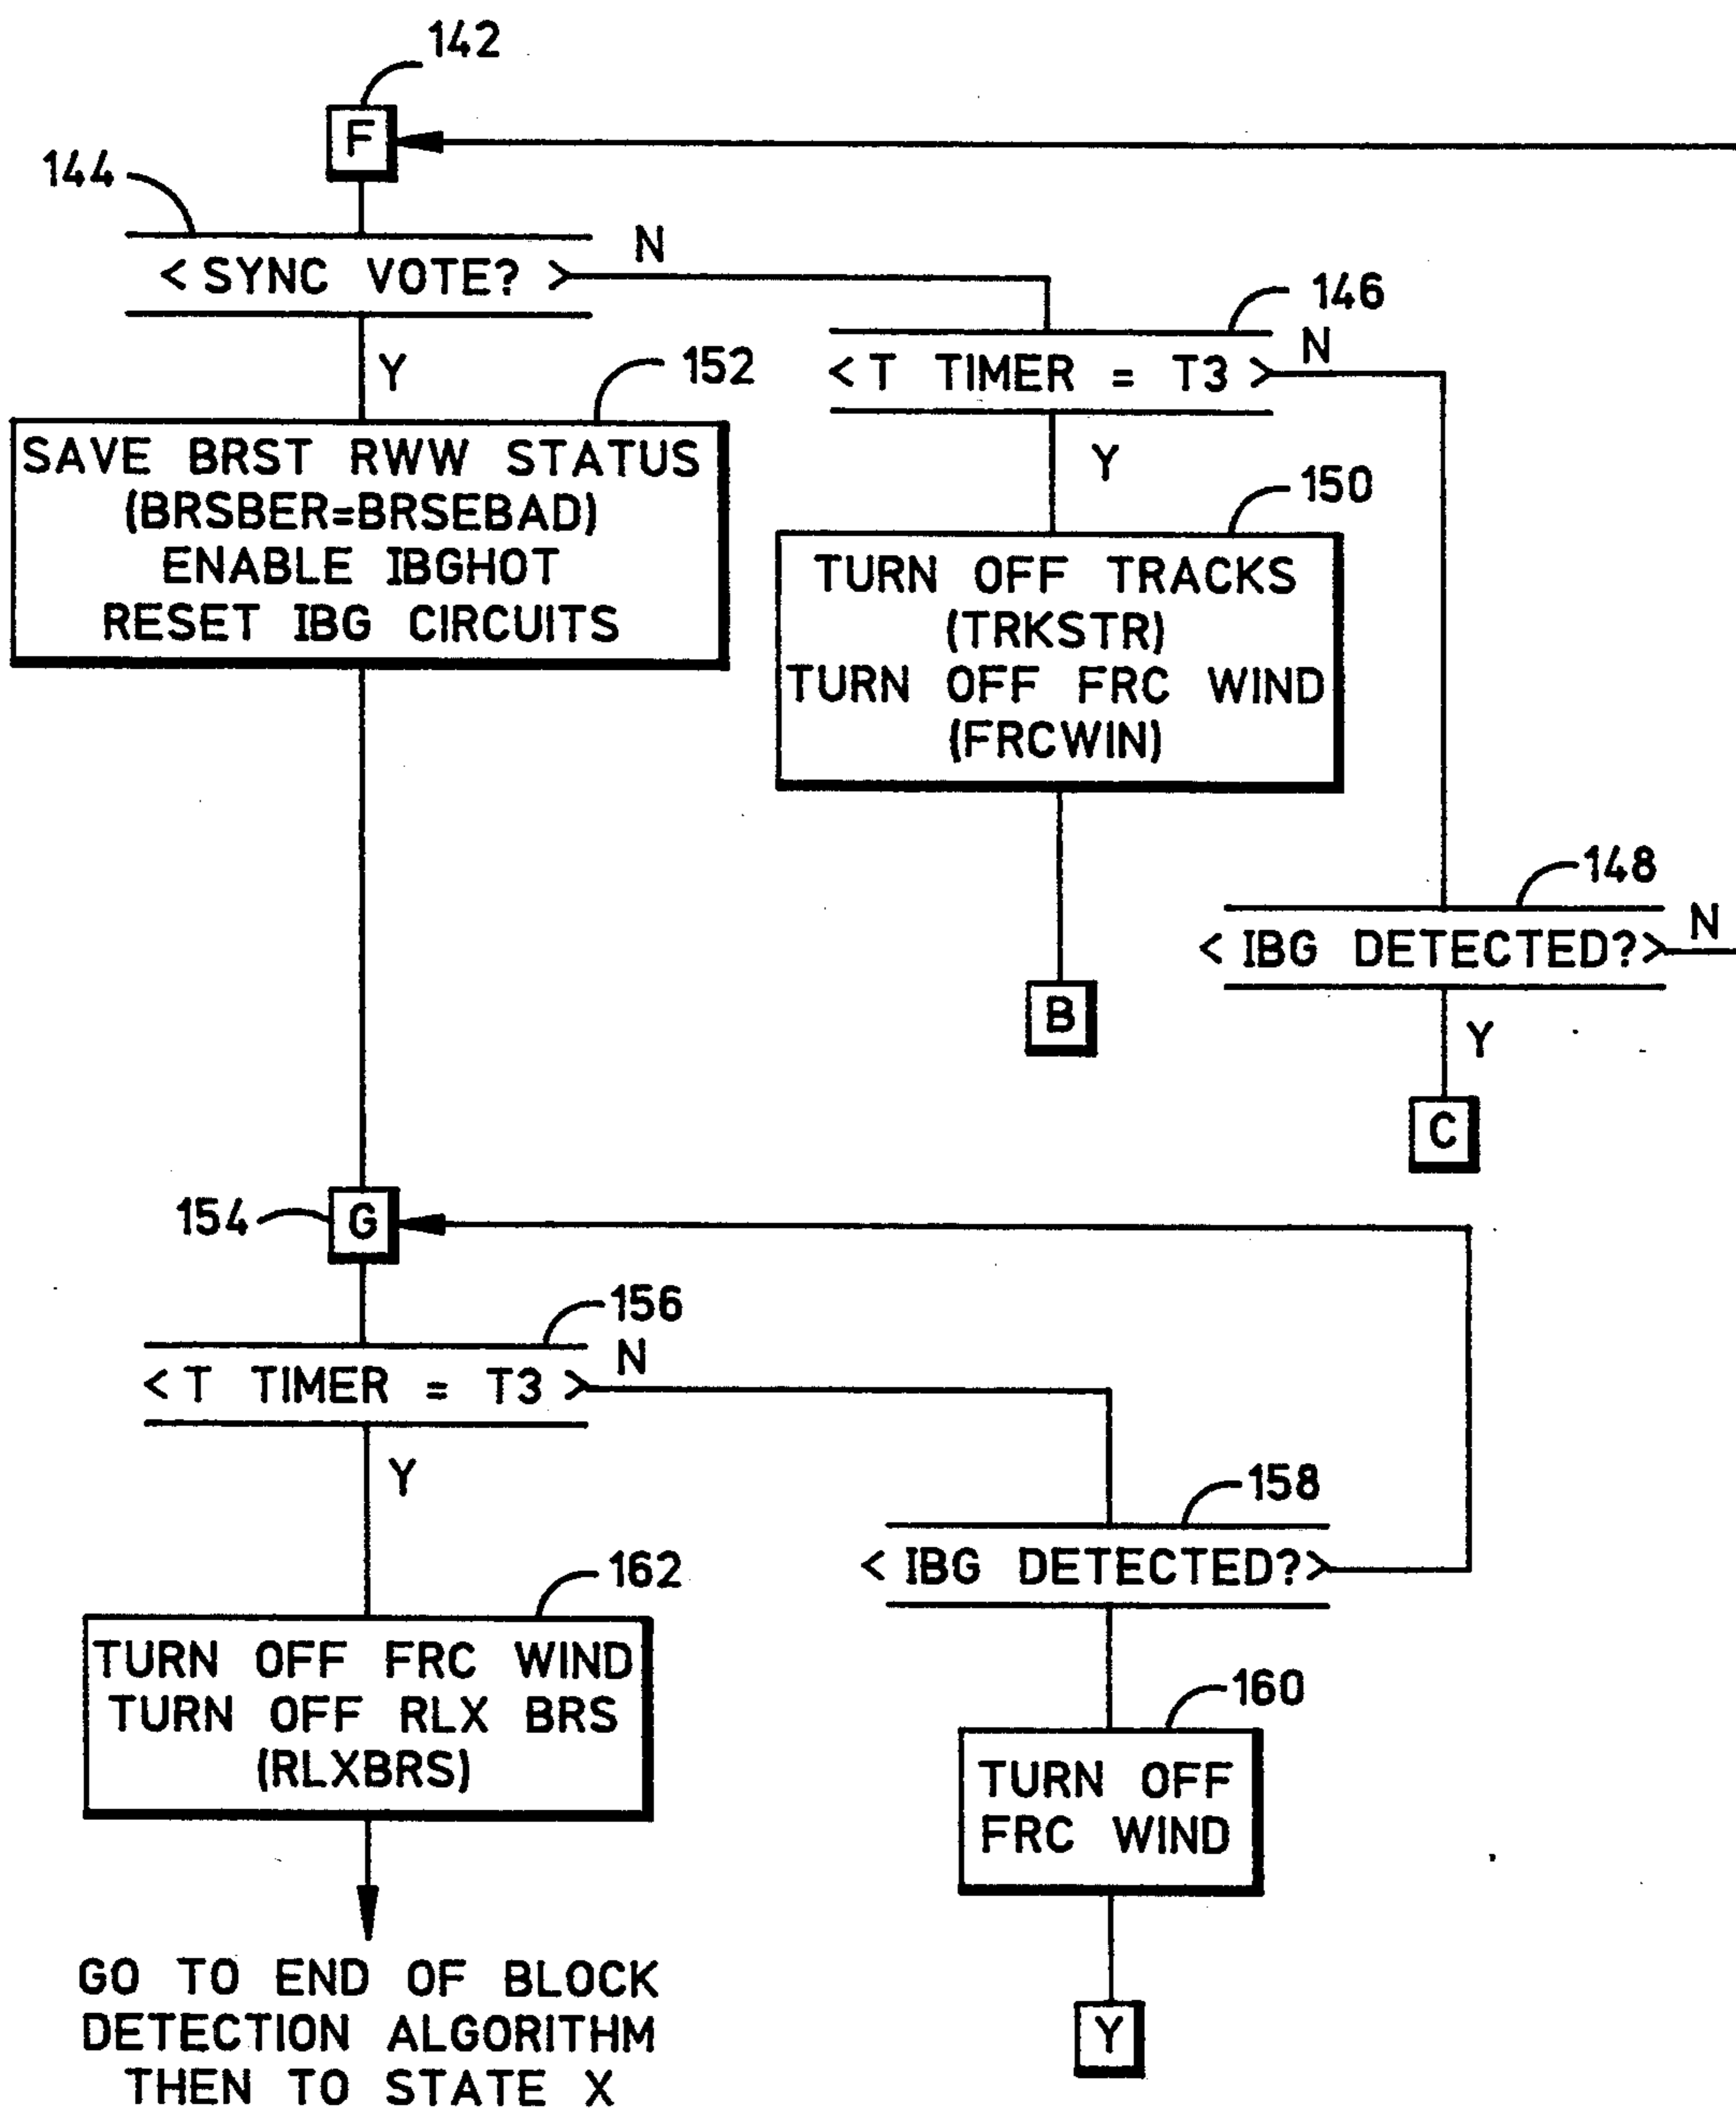 142
F
144
< SYNC VOTE? >
N
146
< T TIMER = T3 >
N
Y
152
SAVE BRST RWW STATUS
(BRSBER=BRSEBAD)
ENABLE IBGHOT
RESET IBG CIRCUITS
Y
150
TURN OFF TRACKS
(TRKSTR)
TURN OFF FRC WIND
(FRCWIN)
148
< IBG DETECTED? >
N
B
Y
C
154
G
156
< T TIMER = T3 >
N
Y
158
< IBG DETECTED? >
162
TURN OFF FRC WIND
TURN OFF RLX BRS
(RLXBRS)
160
TURN OFF
FRC WIND
GO TO END OF BLOCK
DETECTION ALGORITHM
THEN TO STATE X
Y